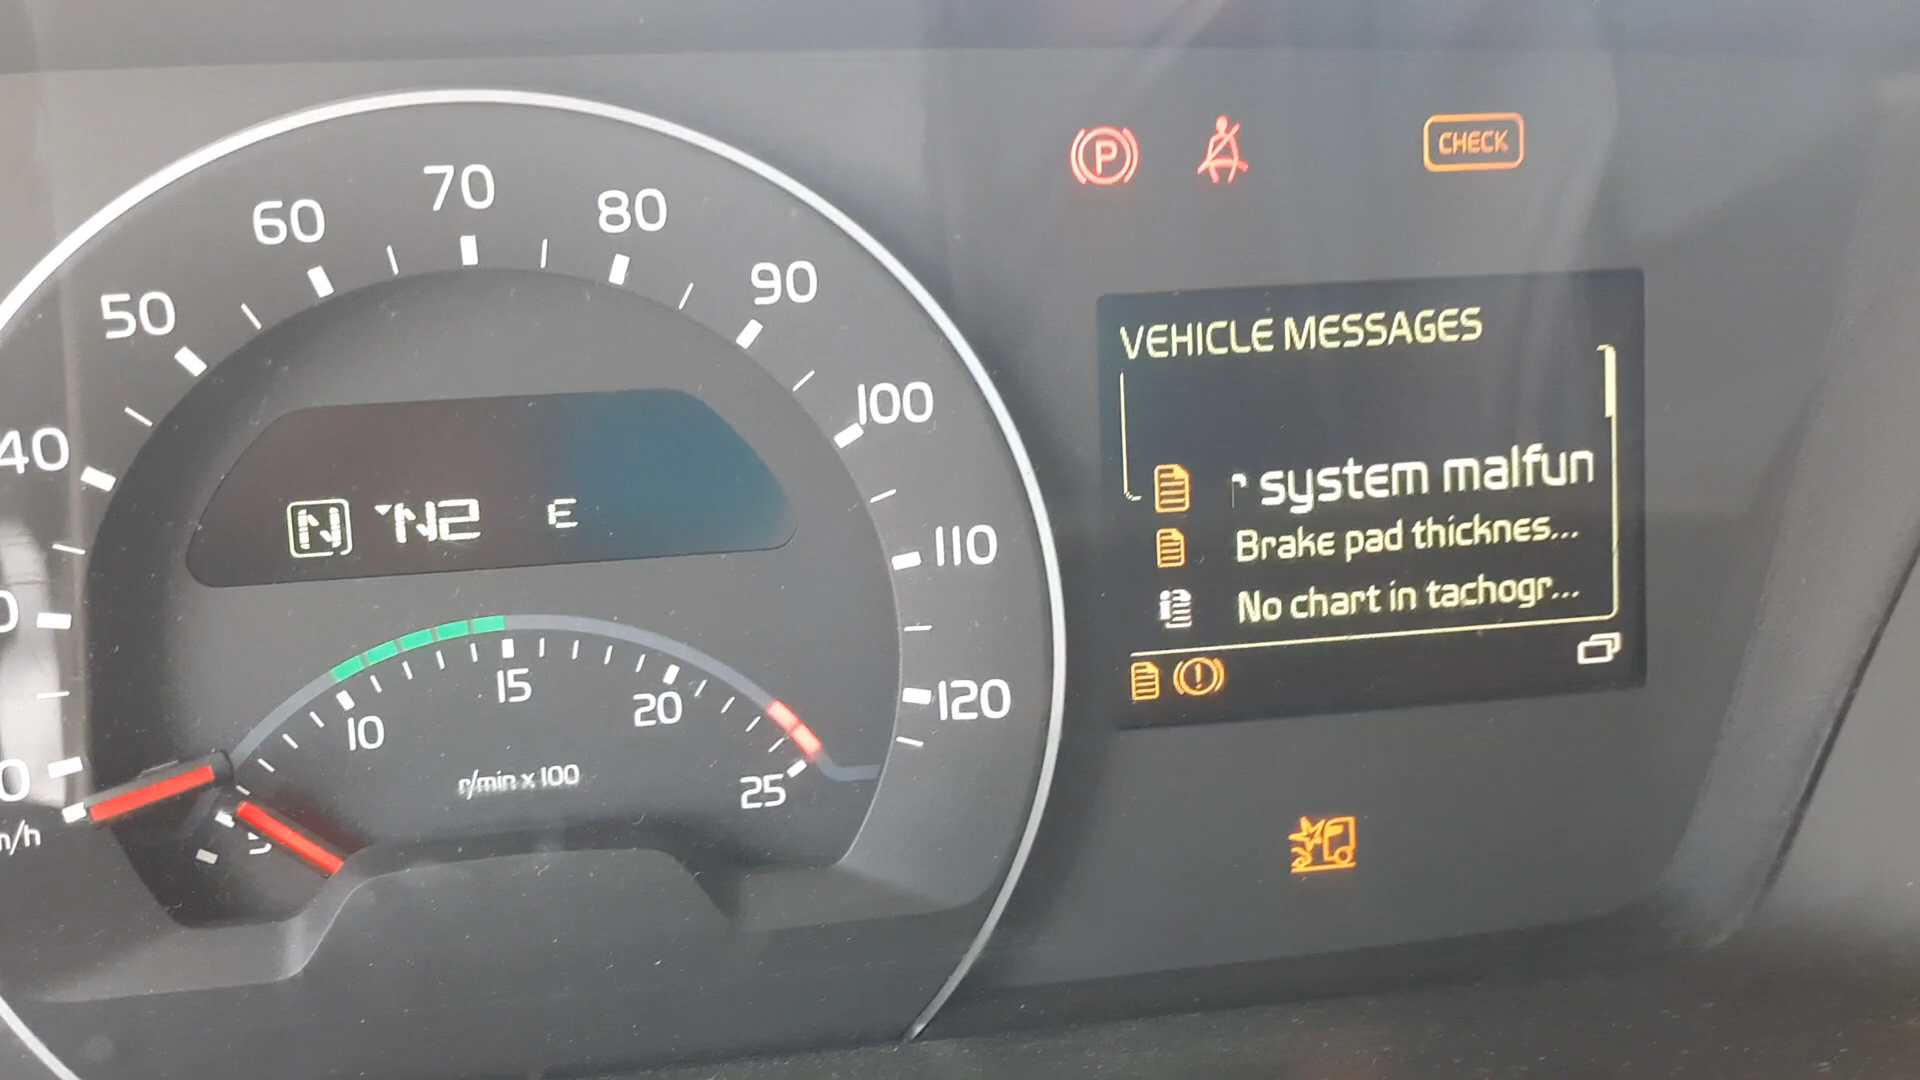 70
60
80
50
90
40
100
110
120
N N2 E
10
15
20
25
r/min x 100
P
CHECK
VEHICLE MESSAGES
system malfun
Brake pad thicknes...
No chart in tachogr...